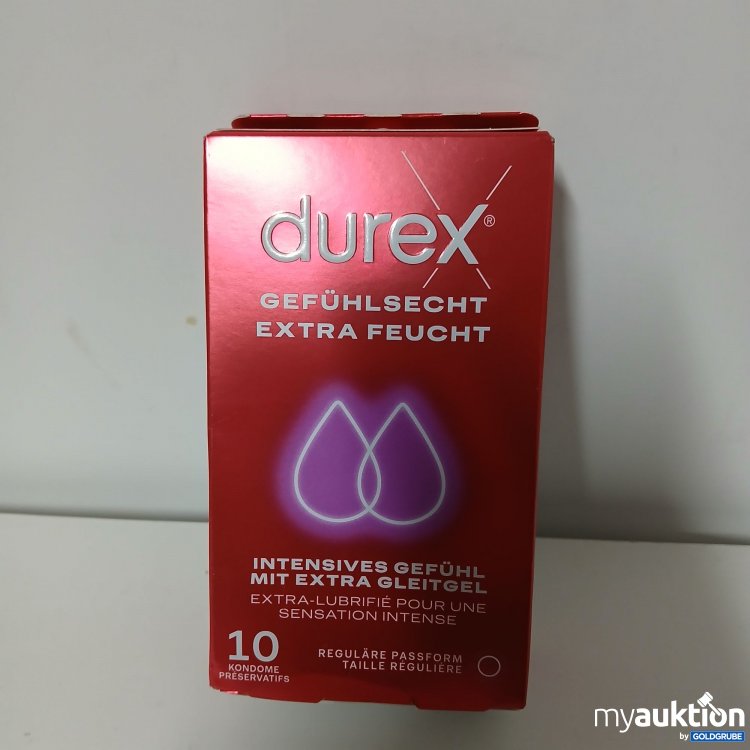 durex®
GEFÜHLSECHT
EXTRA FEUCHT
INTENSIVES GEFÜHL
MIT EXTRA GLEITGEL
EXTRA-LUBRIFIÉ POUR UNE
SENSATION INTENSE
10
KONDOME
PRÉSERVATIFS
REGULÄRE PASSFORM
TAILLE RÉGULIÈRE
myauktion
by GOLDGRUBE